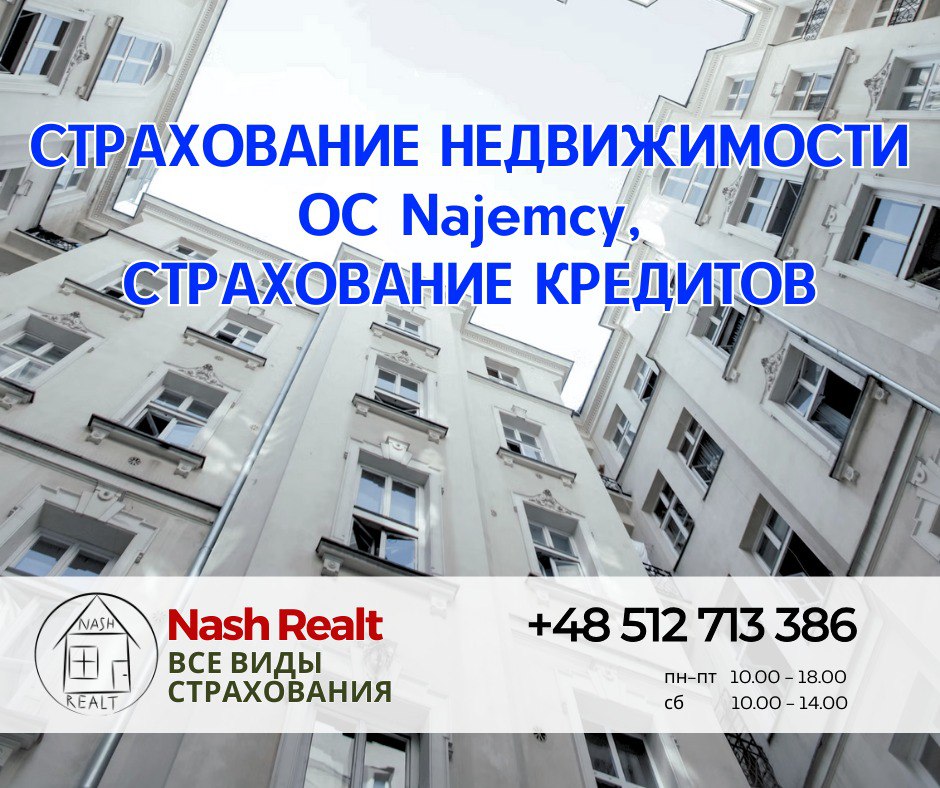 СТРАХОВАНИЕ НЕДВИЖИМОСТИ
ОС Najemcy,
СТРАХОВАНИЕ КРЕДИТОВ
NASH
REALT
Nash Realt
ВСЕ ВИДЫ
СТРАХОВАНИЯ
+48 512 713 386
пн-пт 10.00 - 18.00
сб 10.00 - 14.00